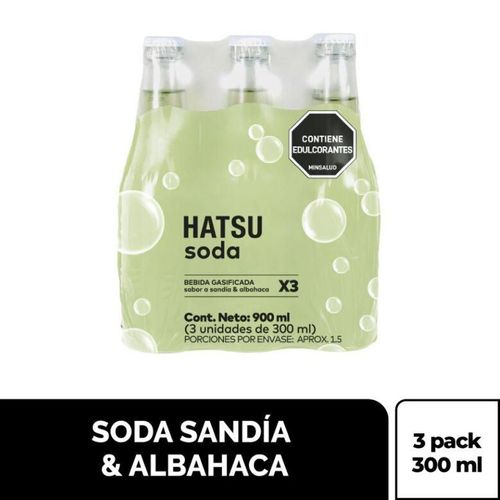 CONTIENE
EDULCORANTES
MINSALUD
HATSU
soda
BEBIDA GASIFICADA
sabor a sandía & albahaca
X3
Cont. Neto: 900 ml
(3 unidades de 300 ml)
PORCIONES POR ENVASE: APROX. 1.5
SODA SANDÍA
& ALBAHACA
3 pack
300 ml